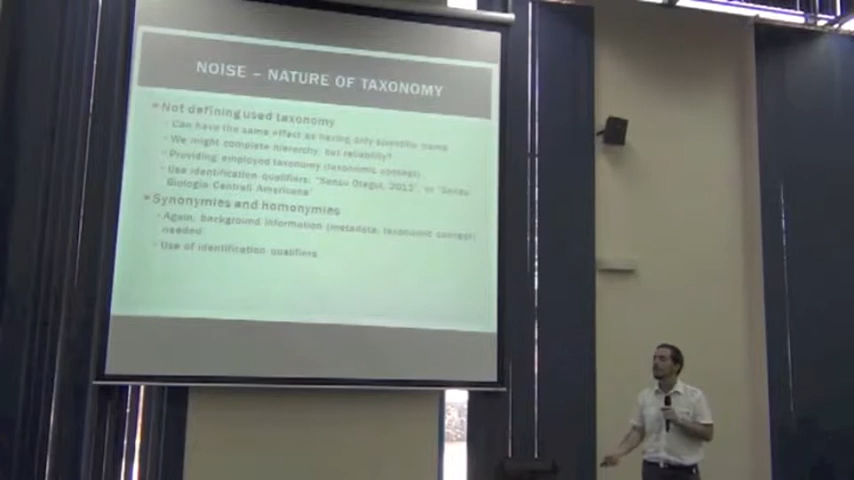 NOISE – NATURE OF TAXONOMY
Not defining used taxonomy
Can have the same effect as having only scientific name
We might complete hierarchy, but reliability?
Providing employed taxonomy (taxonomic concept)
Use identification qualifiers: "Sensu Otegui, 2013", or "Sensu
Biologia Centrali Americana"
Synonymies and homonymies
Again, background information (metadata, taxonomic concept)
needed
Use of identification qualifiers